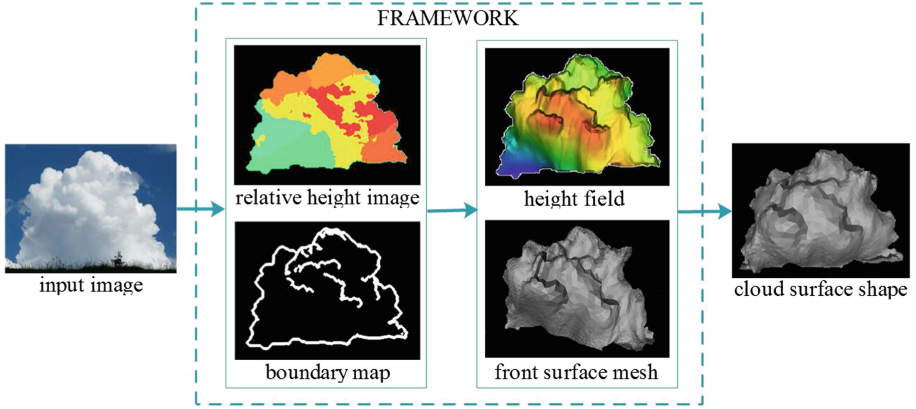 FRAMEWORK
input image
relative height image
boundary map
height field
front surface mesh
cloud surface shape